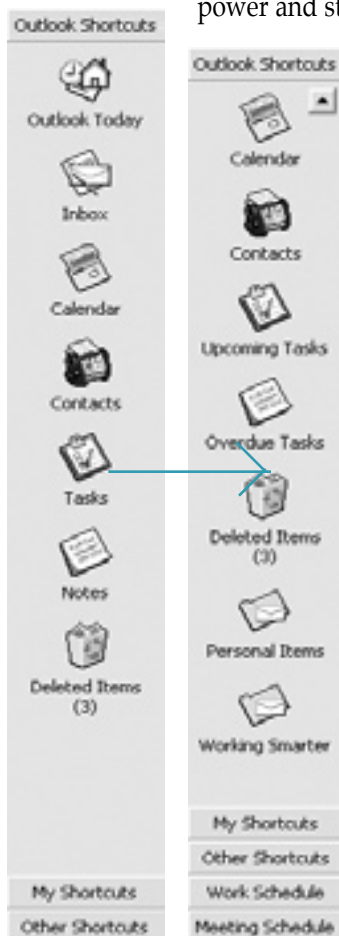 power and st
Outlook Shortcuts
Outlook Today
Inbox
Calendar
Contacts
Tasks
Notes
Deleted Items
(3)
My Shortcuts
Other Shortcuts
Outlook Shortcuts
Calendar
Contacts
Upcoming Tasks
Overdue Tasks
Deleted Items
(3)
Personal Items
Working Smarter
My Shortcuts
Other Shortcuts
Work Schedule
Meeting Schedule